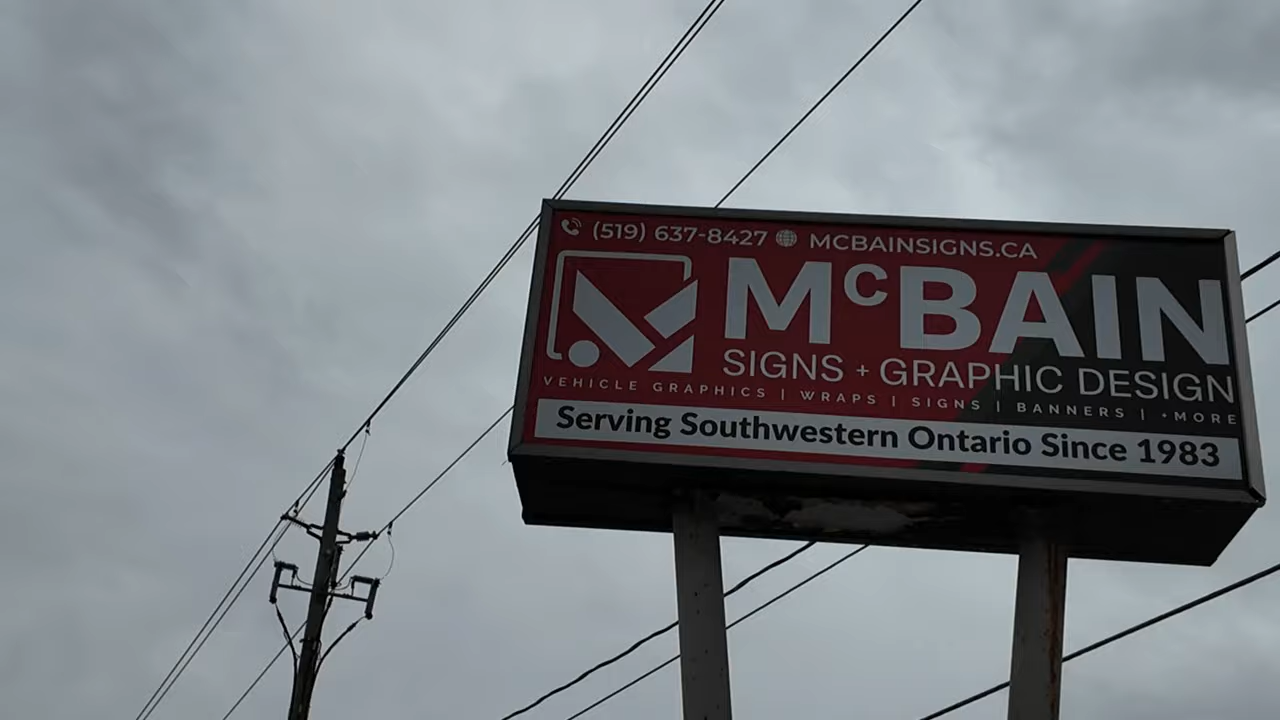 (519) 637-8427 MCBAINSIGNS.CA
McBAIN
SIGNS + GRAPHIC DESIGN
VEHICLE GRAPHICS | WRAPS | SIGNS | BANNERS | +MORE
Serving Southwestern Ontario Since 1983